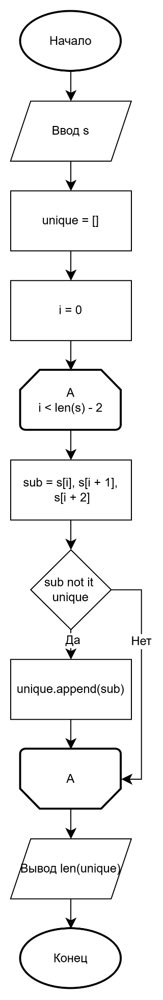 Начало
Ввод s
unique = []
i = 0
A
i < len(s) - 2
sub = s[i], s[i + 1],
s[i + 2]
sub not it
unique
Да
Нет
unique.append(sub)
A
Вывод len(unique)
Конец